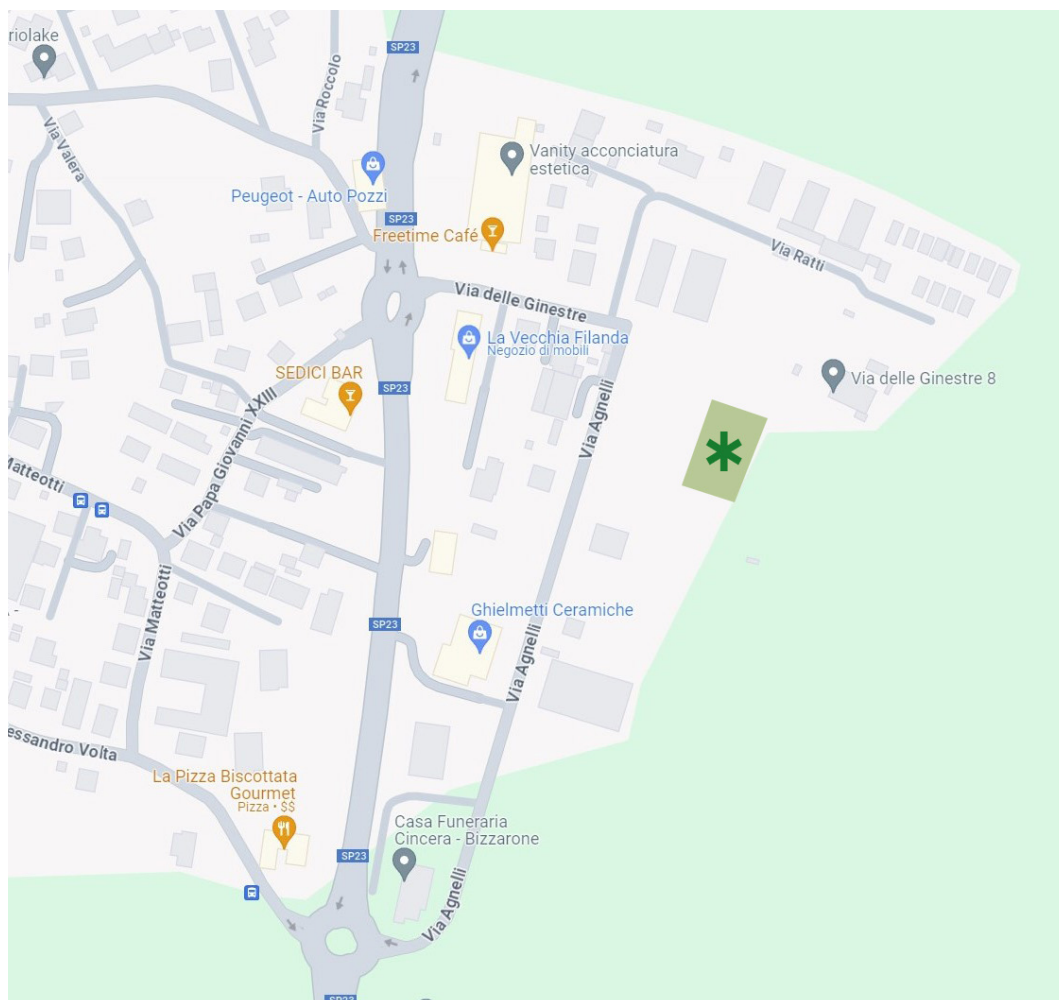 riolake
SP23
Via Roccolo
Via Valera
Vanity acconciatura
estetica
Peugeot - Auto Pozzi
SP23
Freetime Café
Via Ratti
Via delle Ginestre
La Vecchia Filanda
Negozio di mobili
SEDICI BAR
SP23
Via delle Ginestre 8
Via Agnelli
Via Papa Giovanni XXIII
Matteotti
Via Matteotti
Ghielmetti Ceramiche
SP23
Via Agnelli
essandro Volta
La Pizza Biscottata
Gourmet
Pizza • $$
Casa Funeraria
Cincera - Bizzarone
SP23
Via Agnelli
SP23